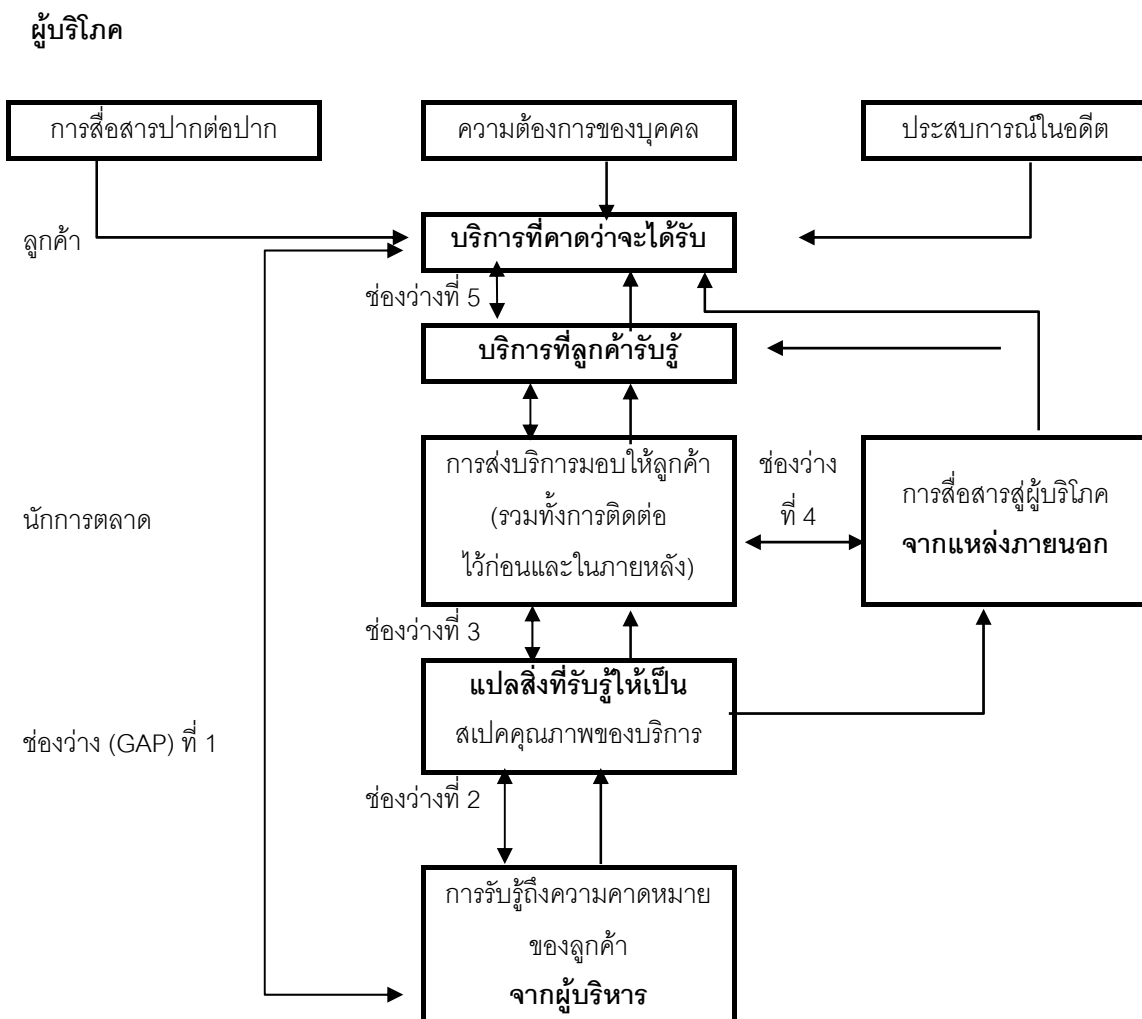 ผู้บริโภค
การสื่อสารปากต่อปาก
ความต้องการของบุคคล
ประสบการณ์ในอดีต
ลูกค้า
บริการที่คาดว่าจะได้รับ
ช่องว่างที่ 5
บริการที่ลูกค้ารับรู้
นักการตลาด
การส่งบริการมอบให้ลูกค้า
(รวมทั้งการติดต่อ
ไว้ก่อนและในภายหลัง)
ช่องว่าง
ที่ 4
การสื่อสารสู่ผู้บริโภค
จากแหล่งภายนอก
ช่องว่างที่ 3
แปลสิ่งที่รับรู้ให้เป็น
สเปคคุณภาพของบริการ
ช่องว่าง (GAP) ที่ 1
ช่องว่างที่ 2
การรับรู้ถึงความคาดหมาย
ของลูกค้า
จากผู้บริหาร